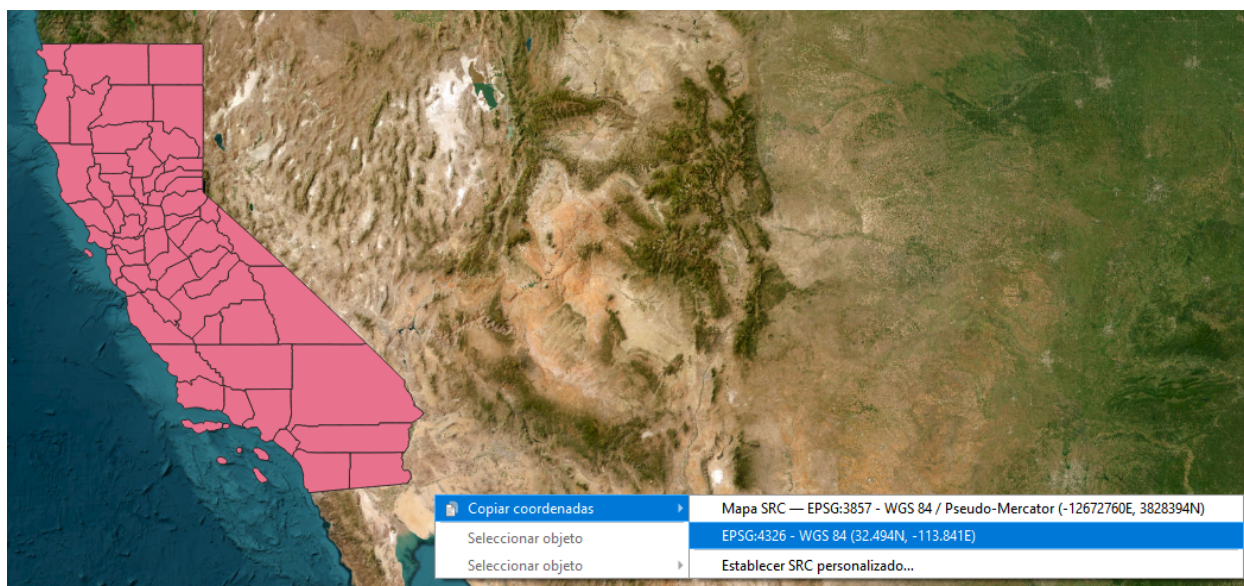 Copiar coordenadas
Mapa SRC — EPSG:3857 - WGS 84 / Pseudo-Mercator (-12672760E, 3828394N)
Seleccionar objeto
EPSG:4326 - WGS 84 (32.494N, -113.841E)
Seleccionar objeto
Establecer SRC personalizado...